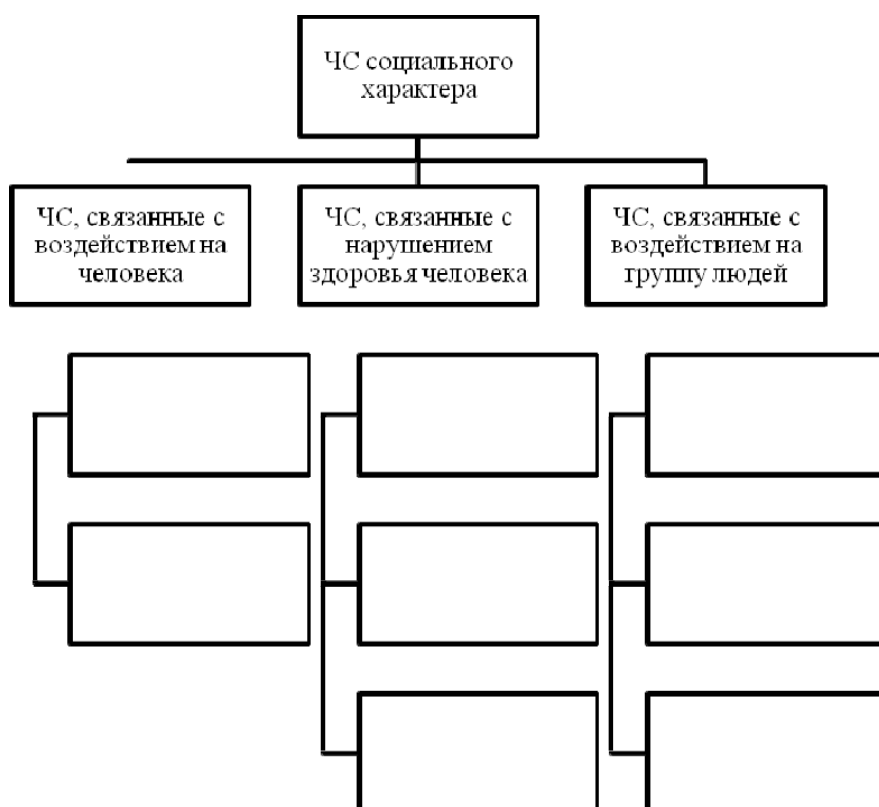 ЧС социального
характера
ЧС, связанные с
воздействием на
человека
ЧС, связанные с
нарушением
здоровья человека
ЧС, связанные с
воздействием на
группу людей